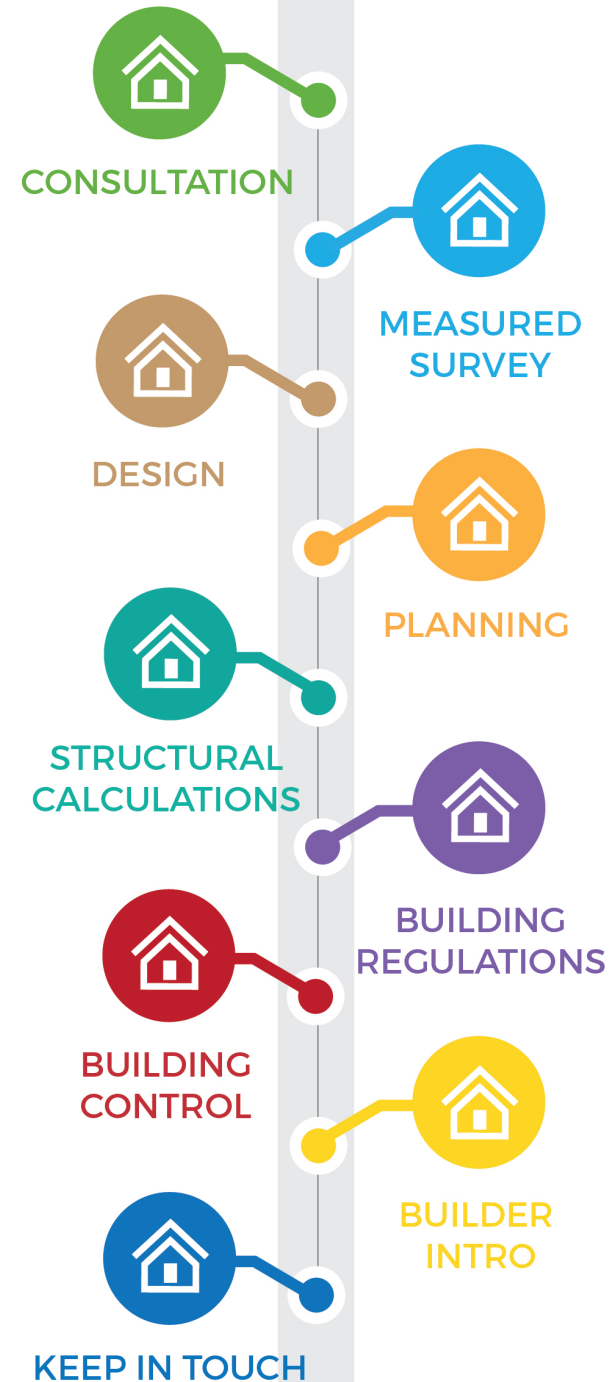 CONSULTATION
MEASURED
SURVEY
DESIGN
PLANNING
STRUCTURAL
CALCULATIONS
BUILDING
REGULATIONS
BUILDING
CONTROL
BUILDER
INTRO
KEEP IN TOUCH